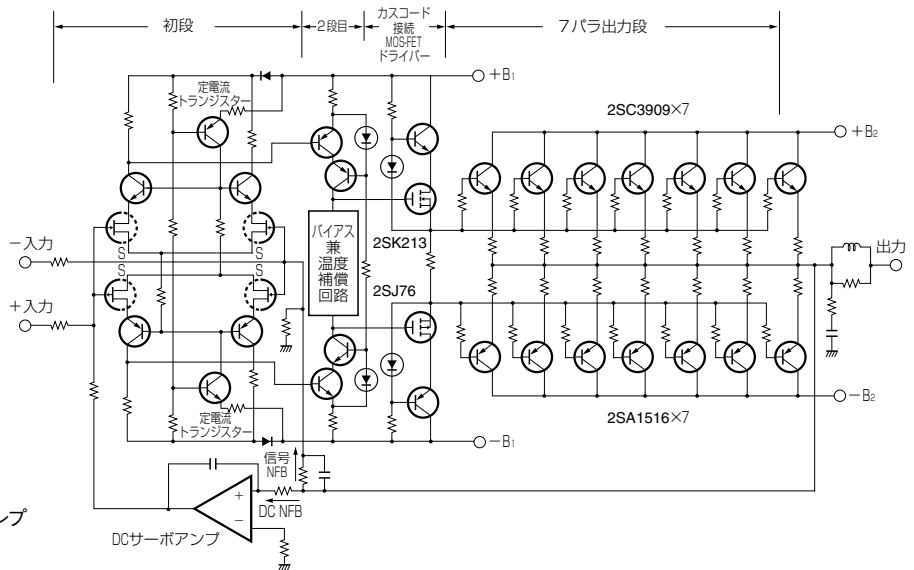 初段
2段目
カスコード
接続
MOS-FET
ドライバー
7パラ出力段
＋B₁
定電流
トランジスター
2SC3909×7
＋B₂
－入力
＋入力
S
S
S
S
バイアス
兼
温度
補償
回路
2SK213
2SJ76
出力
2SA1516×7
－B₂
定電流
トランジスター
－B₁
信号
NFB
DC NFB
＋
－
DCサーボアンプ
ンプ